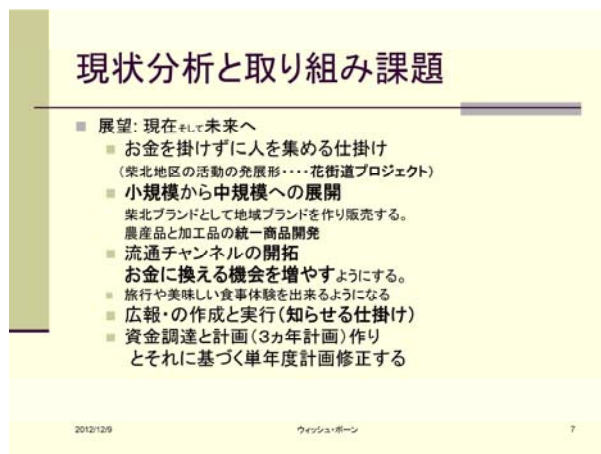 現状分析と取り組み課題
展望: 現在そして未来へ
お金を掛けずに人を集める仕掛け
（柴北地区の活動の発展形････花街道プロジェクト）
小規模から中規模への展開
柴北ブランドとして地域ブランドを作り販売する。
農産品と加工品の統一商品開発
流通チャンネルの開拓
お金に換える機会を増やすようにする。
旅行や美味しい食事体験を出来るようになる
広報・の作成と実行（知らせる仕掛け）
資金調達と計画（３ヵ年計画）作り
とそれに基づく単年度計画修正する
2012/12/9 ウィッシュ・ボーン 7